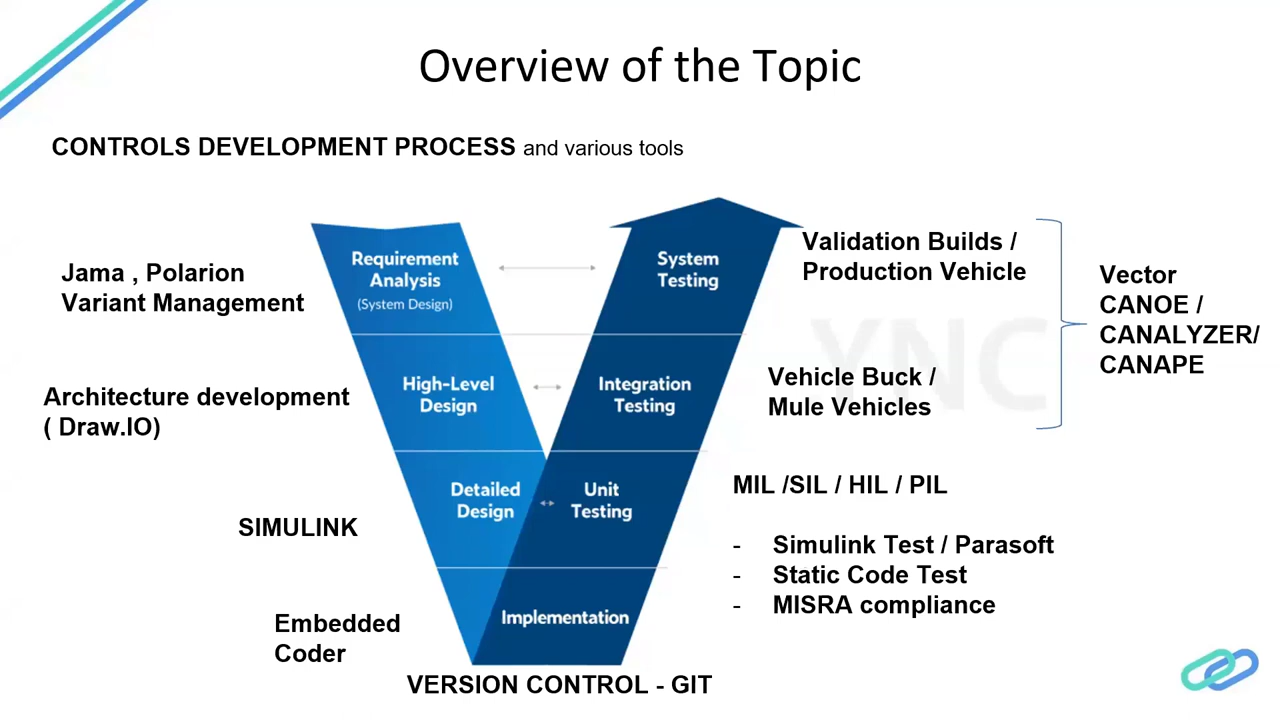 Overview of the Topic
CONTROLS DEVELOPMENT PROCESS and various tools
Jama , Polarion
Variant Management
Requirement
Analysis
(System Design)
System
Testing
Validation Builds /
Production Vehicle
Vector
CANOE /
CANALYZER/
CANAPE
YNC
Architecture development
( Draw.IO)
High-Level
Design
Integration
Testing
Vehicle Buck /
Mule Vehicles
SIMULINK
Detailed
Design
Unit
Testing
MIL /SIL / HIL / PIL
- Simulink Test / Parasoft
- Static Code Test
- MISRA compliance
Embedded
Coder
Implementation
VERSION CONTROL - GIT